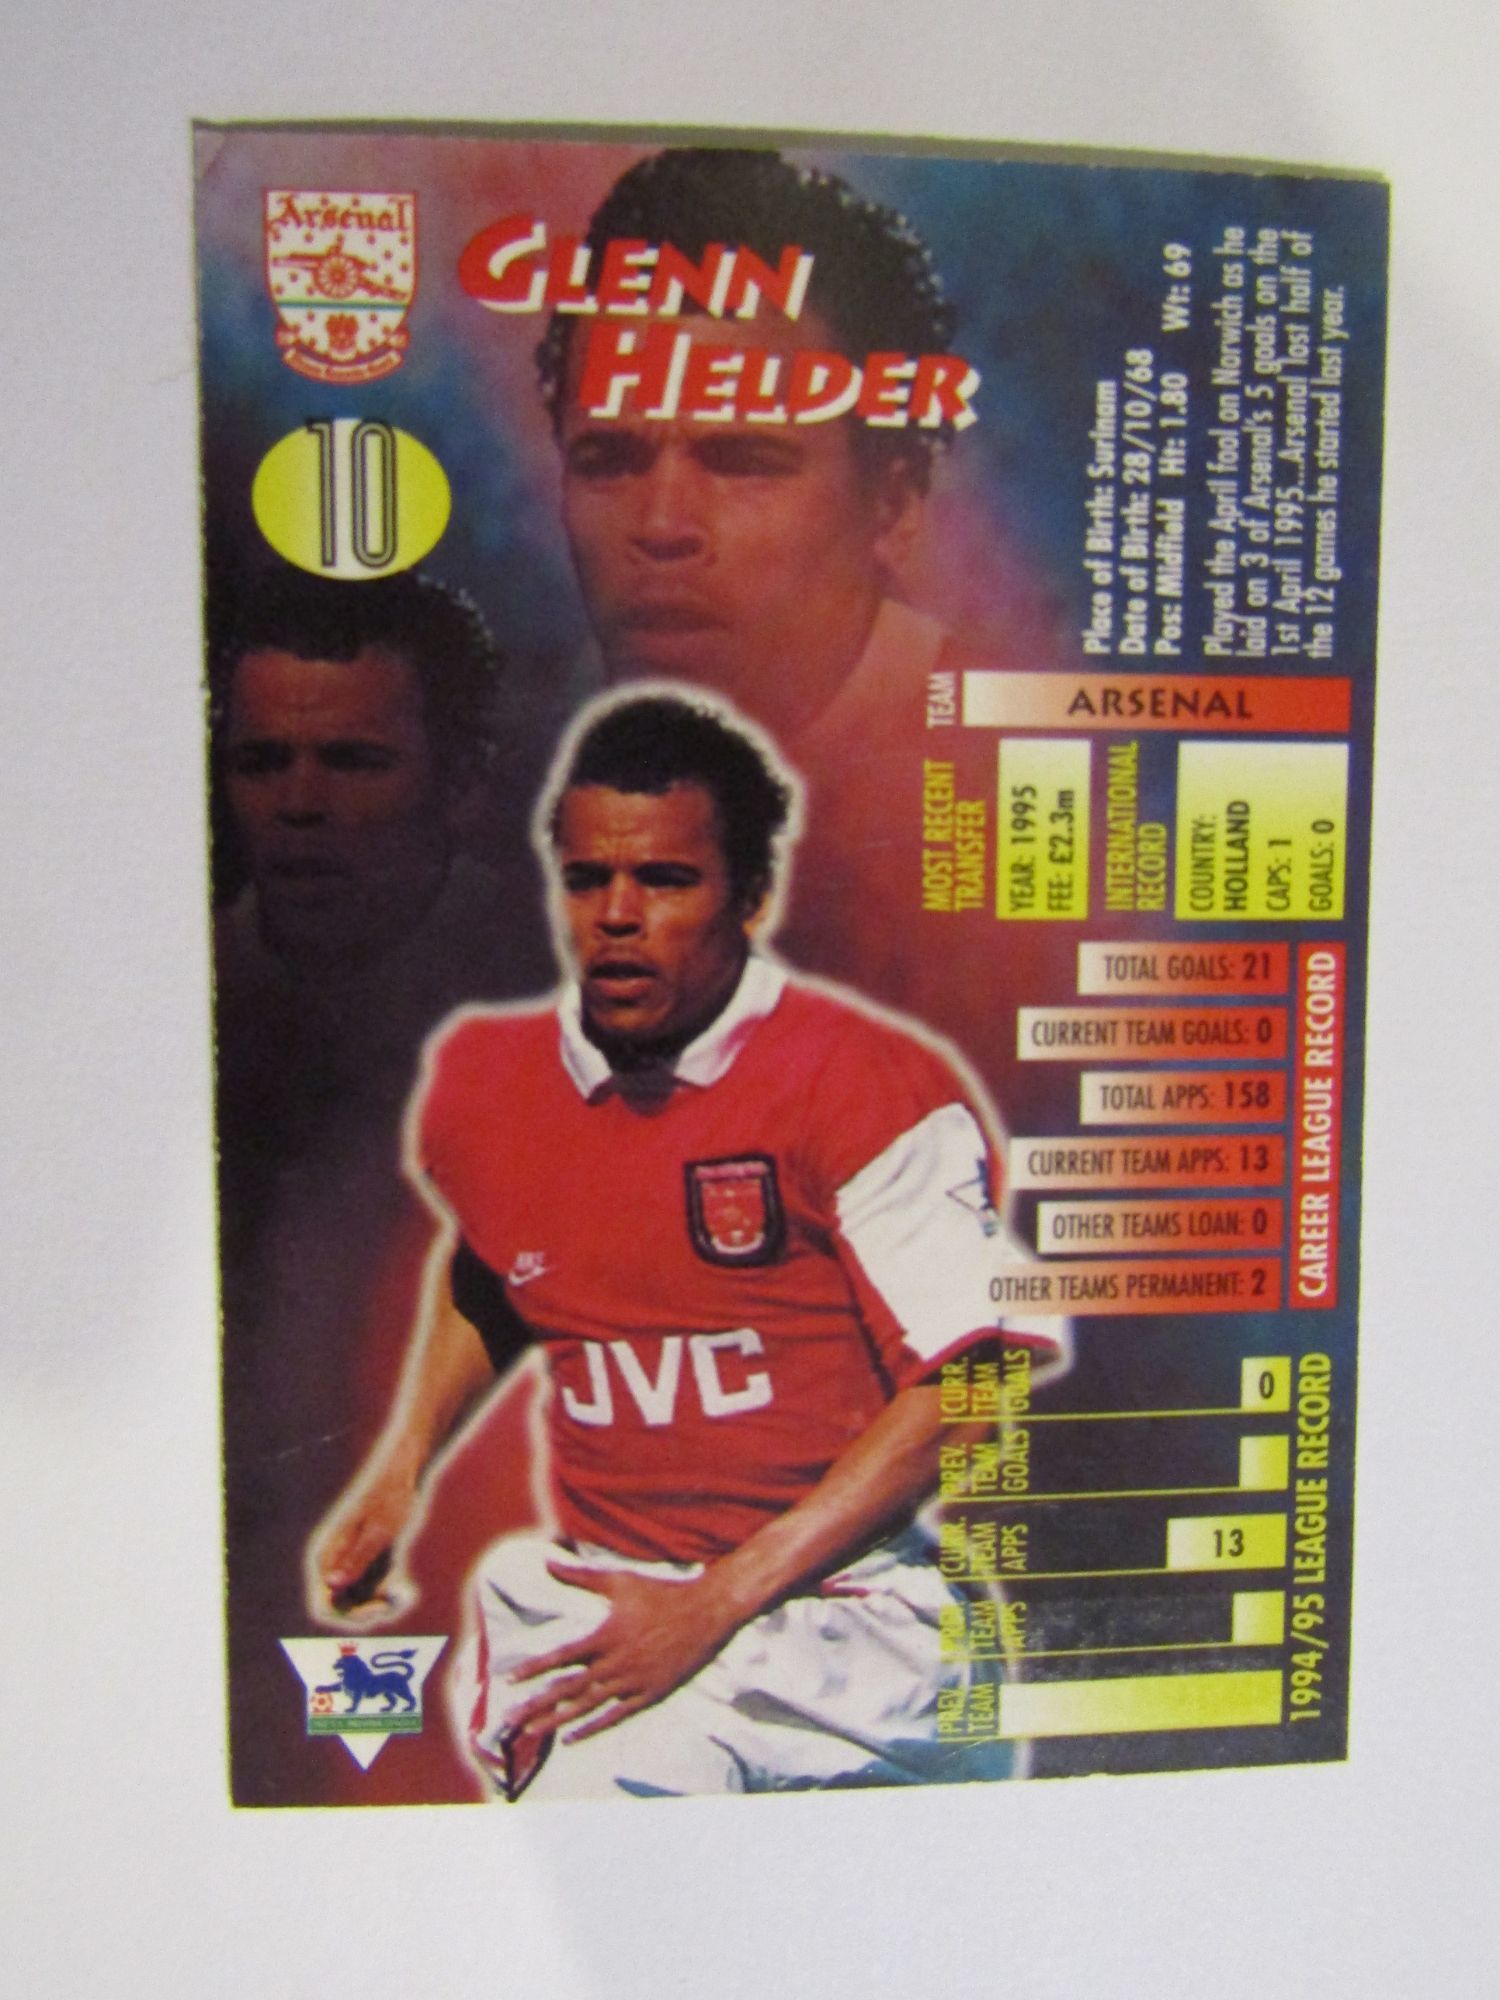 Arsenal
10
GLENN
HELDER
Place of Birth: Surinam
Date of Birth: 28/10/68
Pos: Midfield Ht: 1.80 Wt: 69
Played the April fool on Norwich as he
laid on 3 of Arsenal's 5 goals on the
1st April 1995...Arsenal lost half of
the 12 games he started last year.
TEAM
ARSENAL
MOST RECENT
TRANSFER
YEAR: 1995
FEE: £2.3m
INTERNATIONAL
RECORD
COUNTRY:
HOLLAND
CAPS: 1
GOALS: 0
TOTAL GOALS: 21
CURRENT TEAM GOALS: 0
TOTAL APPS: 158
CURRENT TEAM APPS: 13
OTHER TEAMS LOAN: 0
OTHER TEAMS PERMANENT: 2
CAREER LEAGUE RECORD
JVC
CURR.
TEAM
GOALS
0
PREV.
TEAM
GOALS
CURR.
TEAM
APPS
13
PREV.
TEAM
APPS
PREV.
TEAM
1994/95 LEAGUE RECORD